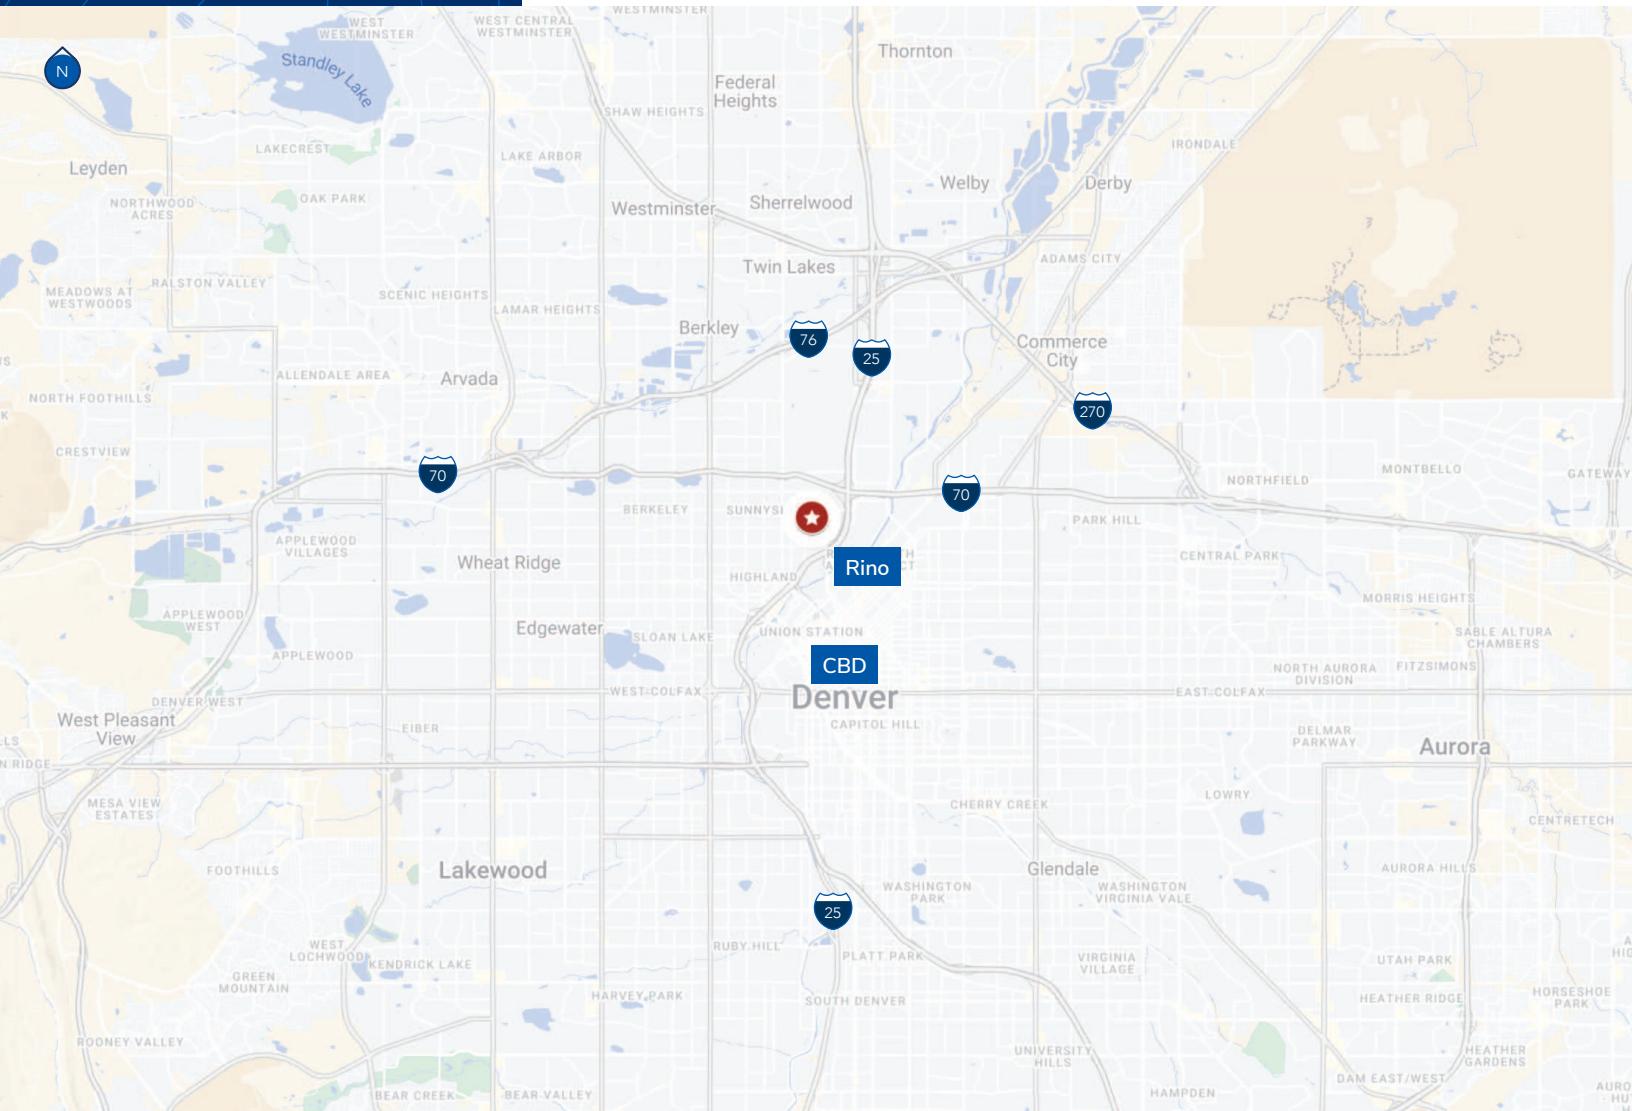 WESTMINSTER
WEST
WESTMINSTER
WEST CENTRAL
WESTMINSTER
Thornton
N
Standley Lake
Federal
Heights
SHAW HEIGHTS
IRONDALE
LAKECREST
LAKE ARBOR
Leyden
Welby
Derby
NORTHWOOD
ACRES
OAK PARK
Westminster
Sherrelwood
ADAMS CITY
Twin Lakes
RALSTON VALLEY
MEADOWS AT
WESTWOODS
SCENIC HEIGHTS
LAMAR HEIGHTS
Berkley
76
25
Commerce
City
ALLENDALE AREA
Arvada
NORTH FOOTHILLS
270
CRESTVIEW
70
MONTBELLO
GATEWAY
NORTHFIELD
70
BERKELEY
SUNNYSI
PARK HILL
APPLEWOOD
VILLAGES
CENTRAL PARK
Wheat Ridge
Rino
HIGHLAND
MORRIS HEIGHTS
APPLEWOOD
WEST
Edgewater
SLOAN LAKE
UNION STATION
SABLE ALTURA
CHAMBERS
APPLEWOOD
CBD
NORTH AURORA
DIVISION
FITZSIMONS
DENVER WEST
WEST COLFAX
Denver
EAST COLFAX
West Pleasant
View
EIBER
CAPITOL HILL
DELMAR
PARKWAY
Aurora
N RIDGE
LOWRY
MESA VIEW
ESTATES
CHERRY CREEK
CENTRETECH
FOOTHILLS
Lakewood
Glendale
AURORA HILLS
WASHINGTON
PARK
WASHINGTON
VIRGINIA VALE
25
WEST
LOCHWOOD
RUBY HILL
PLATT PARK
VIRGINIA
VILLAGE
UTAH PARK
KENDRICK LAKE
GREEN
MOUNTAIN
HARVEY PARK
SOUTH DENVER
HEATHER RIDGE
HORSESHOE
PARK
ROONEY VALLEY
UNIVERSITY
HILLS
HEATHER
GARDENS
DAM EAST/WEST
BEAR CREEK
BEAR VALLEY
HAMPDEN